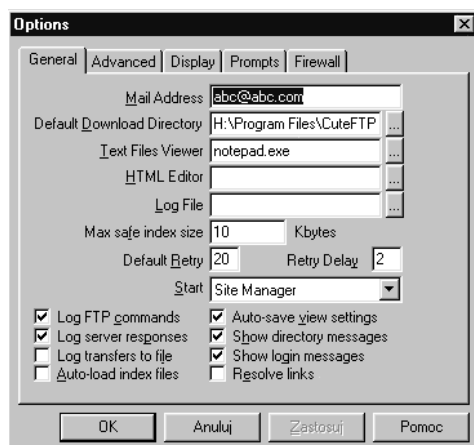 Options
General Advanced Display Prompts Firewall
Mail Address abc@abc.com
Default Download Directory H:\Program Files\CuteFTP ...
Text Files Viewer notepad.exe ...
HTML Editor ...
Log File ...
Max safe index size 10 Kbytes
Default Retry 20 Retry Delay 2
Start Site Manager
Log FTP commands Auto-save view settings
Log server responses Show directory messages
Log transfers to file Show login messages
Auto-load index files Resolve links
OK Anuluj Zastosuj Pomoc